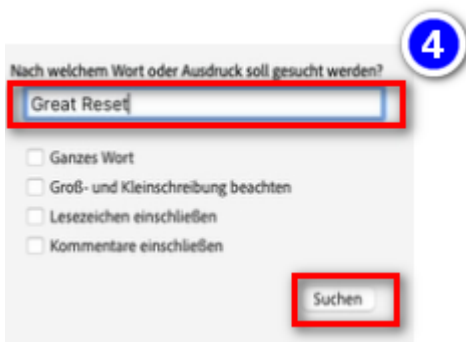 4
Nach welchem Wort oder Ausdruck soll gesucht werden?
Great Reset
Ganzes Wort
Groß- und Kleinschreibung beachten
Lesezeichen einschließen
Kommentare einschließen
Suchen